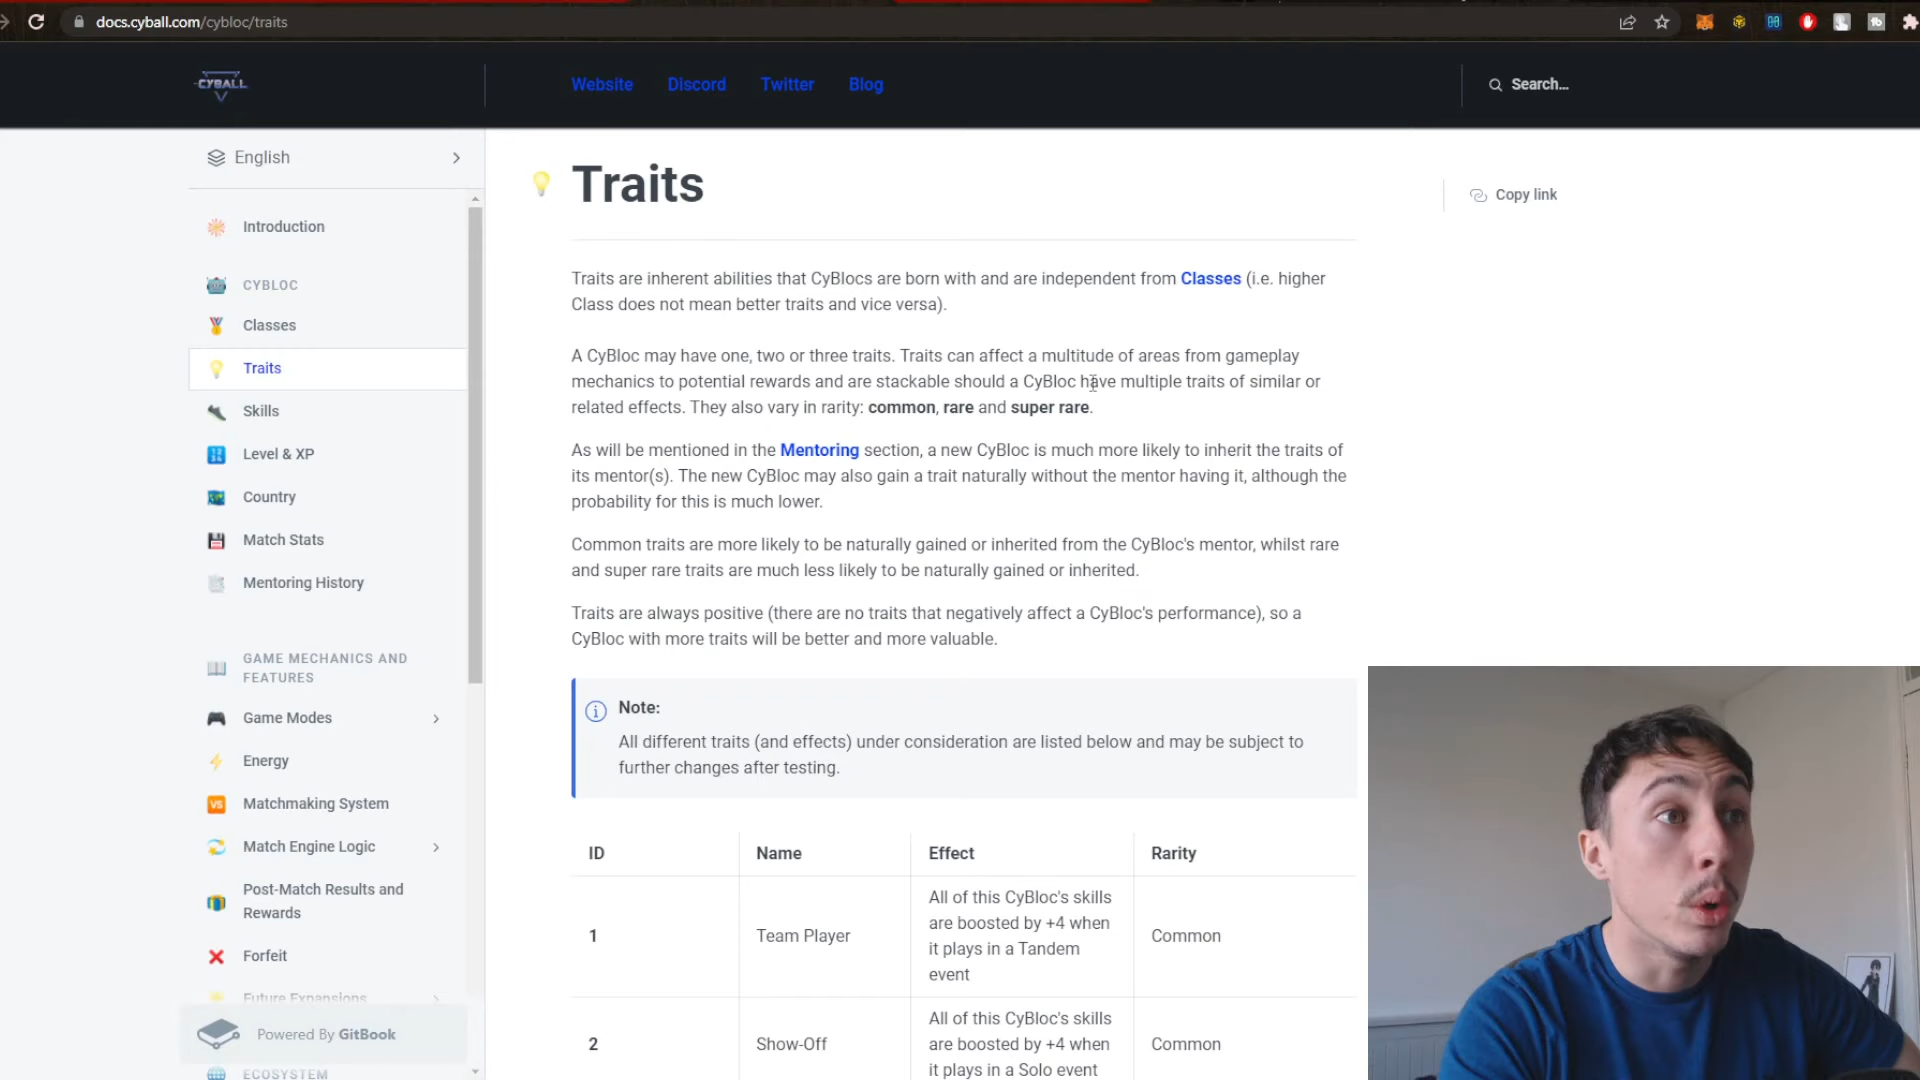 docs.cyball.com/cybloc/traits
CYBALL
Website Discord Twitter Blog
Search...
English
Introduction
CYBLOC
Classes
Traits
Skills
Level & XP
Country
Match Stats
Mentoring History
GAME MECHANICS AND
FEATURES
Game Modes
Energy
Matchmaking System
Match Engine Logic
Post-Match Results and
Rewards
Forfeit
Future Expansions
Powered By GitBook
ECOSYSTEM
Traits
Copy link
Traits are inherent abilities that CyBlocs are born with and are independent from Classes (i.e. higher
Class does not mean better traits and vice versa).
A CyBloc may have one, two or three traits. Traits can affect a multitude of areas from gameplay
mechanics to potential rewards and are stackable should a CyBloc have multiple traits of similar or
related effects. They also vary in rarity: common, rare and super rare.
As will be mentioned in the Mentoring section, a new CyBloc is much more likely to inherit the traits of
its mentor(s). The new CyBloc may also gain a trait naturally without the mentor having it, although the
probability for this is much lower.
Common traits are more likely to be naturally gained or inherited from the CyBloc's mentor, whilst rare
and super rare traits are much less likely to be naturally gained or inherited.
Traits are always positive (there are no traits that negatively affect a CyBloc's performance), so a
CyBloc with more traits will be better and more valuable.
Note:
All different traits (and effects) under consideration are listed below and may be subject to
further changes after testing.
ID Name Effect Rarity
All of this CyBloc's skills
are boosted by +4 when
1 Team Player it plays in a Tandem Common
event
All of this CyBloc's skills
2 Show-Off are boosted by +4 when Common
it plays in a Solo event